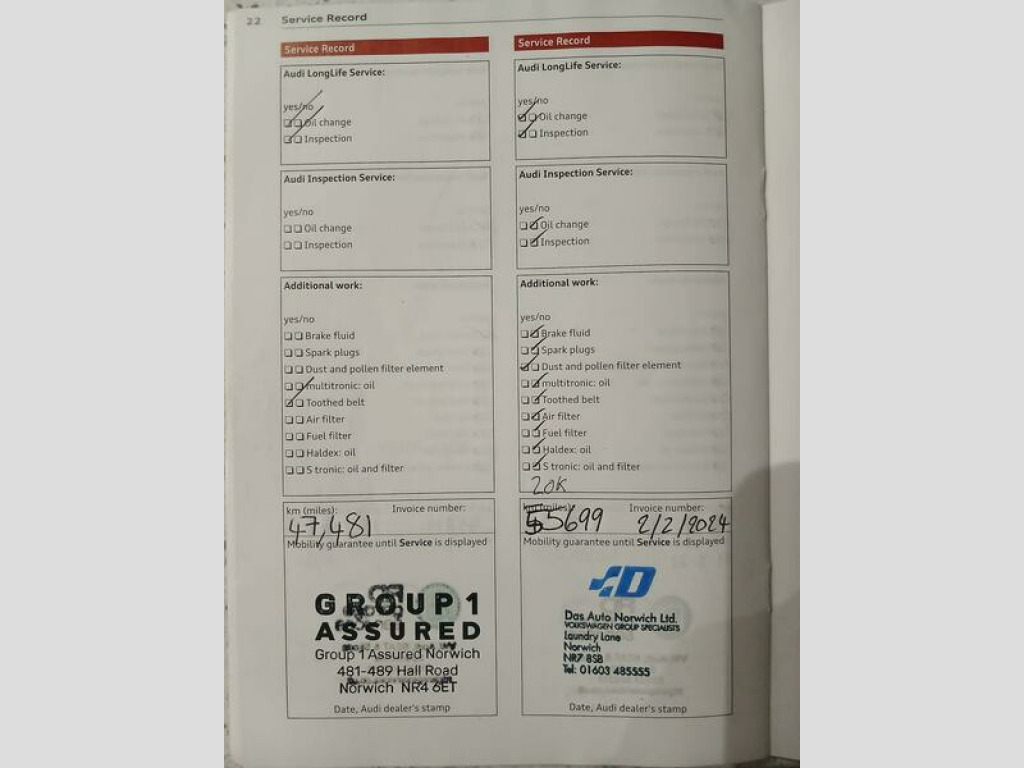 22 Service Record
Service Record
Audi LongLife Service:
yes/no
Oil change
Inspection
Audi Inspection Service:
yes/no
Oil change
Inspection
Additional work:
yes/no
Brake fluid
Spark plugs
Dust and pollen filter element
multitronic: oil
Toothed belt
Air filter
Fuel filter
Haldex: oil
S tronic: oil and filter
km (miles): Invoice number:
47,481
Mobility guarantee until Service is displayed
GROUP 1
ASSURED
Group 1 Assured Norwich
481-489 Hall Road
Norwich NR4 6ET
Date, Audi dealer's stamp
Service Record
Audi LongLife Service:
yes/no
Oil change
Inspection
Audi Inspection Service:
yes/no
Oil change
Inspection
Additional work:
yes/no
Brake fluid
Spark plugs
Dust and pollen filter element
multitronic: oil
Toothed belt
Air filter
Fuel filter
Haldex: oil
S tronic: oil and filter
20K
km (miles): Invoice number:
55699 2/2/2024
Mobility guarantee until Service is displayed
Das Auto Norwich Ltd.
VOLKSWAGEN GROUP SPECIALISTS
Laundry Lane
Norwich
NR7 8SB
Tel: 01603 485555
Date, Audi dealer's stamp